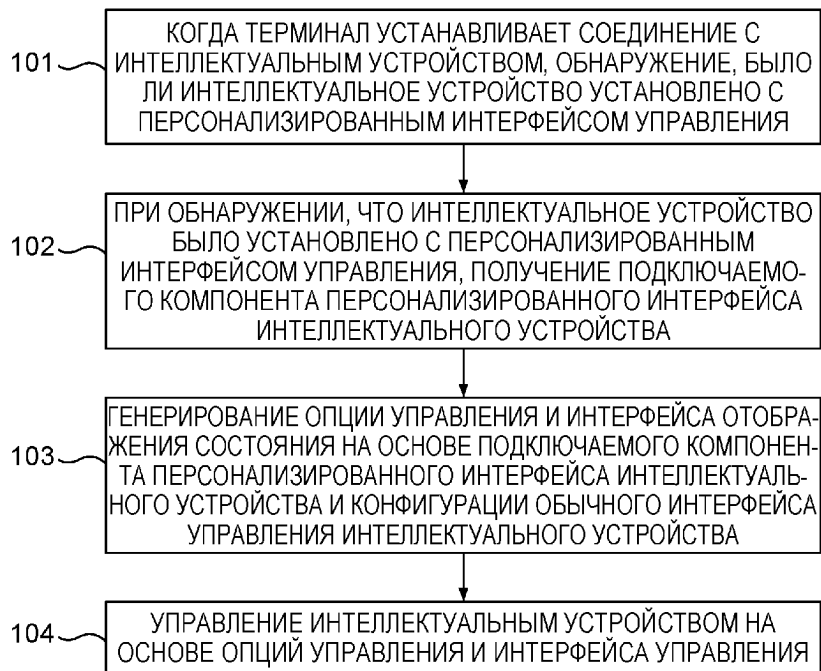 101
КОГДА ТЕРМИНАЛ УСТАНАВЛИВАЕТ СОЕДИНЕНИЕ С
ИНТЕЛЛЕКТУАЛЬНЫМ УСТРОЙСТВОМ, ОБНАРУЖЕНИЕ, БЫЛО
ЛИ ИНТЕЛЛЕКТУАЛЬНОЕ УСТРОЙСТВО УСТАНОВЛЕНО С
ПЕРСОНАЛИЗИРОВАННЫМ ИНТЕРФЕЙСОМ УПРАВЛЕНИЯ
102
ПРИ ОБНАРУЖЕНИИ, ЧТО ИНТЕЛЛЕКТУАЛЬНОЕ УСТРОЙСТВО
БЫЛО УСТАНОВЛЕНО С ПЕРСОНАЛИЗИРОВАННЫМ
ИНТЕРФЕЙСОМ УПРАВЛЕНИЯ, ПОЛУЧЕНИЕ ПОДКЛЮЧАЕМО-
ГО КОМПОНЕНТА ПЕРСОНАЛИЗИРОВАННОГО ИНТЕРФЕЙСА
ИНТЕЛЛЕКТУАЛЬНОГО УСТРОЙСТВА
103
ГЕНЕРИРОВАНИЕ ОПЦИИ УПРАВЛЕНИЯ И ИНТЕРФЕЙСА ОТОБРА-
ЖЕНИЯ СОСТОЯНИЯ НА ОСНОВЕ ПОДКЛЮЧАЕМОГО КОМПОНЕН-
ТА ПЕРСОНАЛИЗИРОВАННОГО ИНТЕРФЕЙСА ИНТЕЛЛЕКТУАЛЬ-
НОГО УСТРОЙСТВА И КОНФИГУРАЦИИ ОБЫЧНОГО ИНТЕРФЕЙСА
УПРАВЛЕНИЯ ИНТЕЛЛЕКТУАЛЬНОГО УСТРОЙСТВА
104
УПРАВЛЕНИЕ ИНТЕЛЛЕКТУАЛЬНЫМ УСТРОЙСТВОМ НА
ОСНОВЕ ОПЦИЙ УПРАВЛЕНИЯ И ИНТЕРФЕЙСА УПРАВЛЕНИЯ